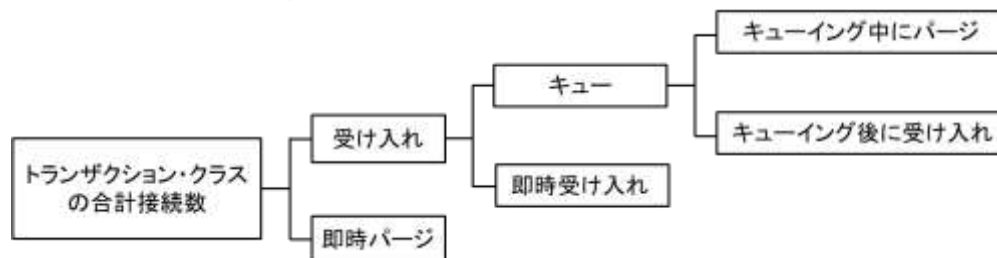 キューイング中にパージ
キュー
受け入れ
キューイング後に受け入れ
トランザクション・クラス
の合計接続数
即時受け入れ
即時パージ